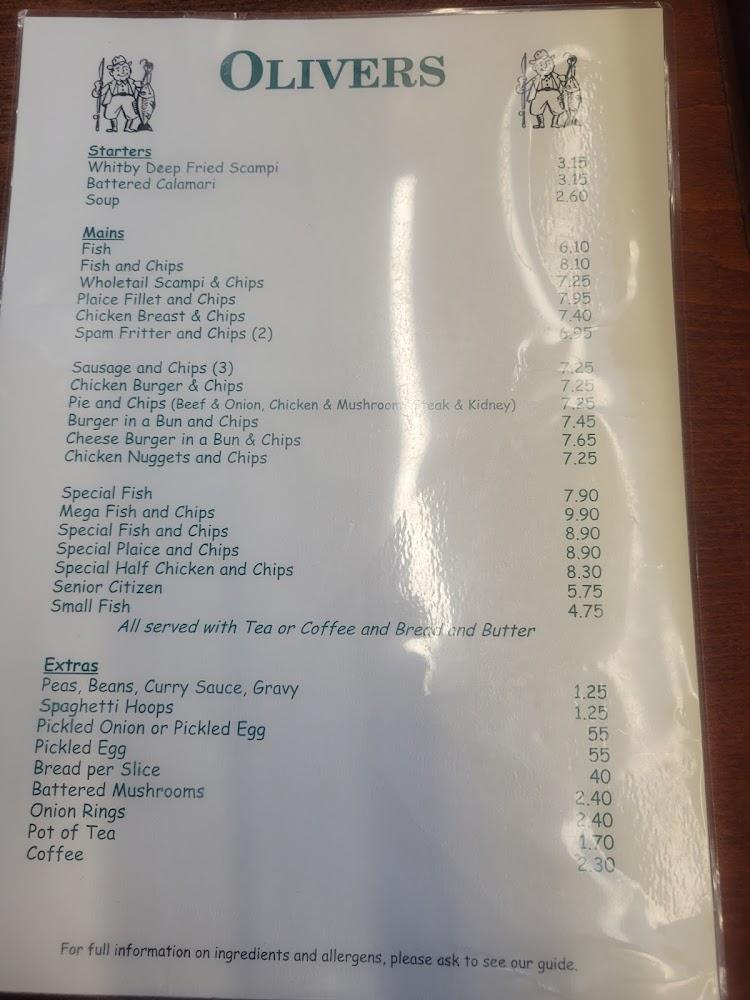 OLIVERS
Starters
Whitby Deep Fried Scampi 3.15
Battered Calamari 3.15
Soup 2.60
Mains
Fish 6.10
Fish and Chips 8.10
Wholetail Scampi & Chips 7.25
Plaice Fillet and Chips 7.95
Chicken Breast & Chips 7.40
Spam Fritter and Chips (2) 6.95
Sausage and Chips (3) 7.25
Chicken Burger & Chips 7.25
Pie and Chips (Beef & Onion, Chicken & Mushroom, Steak & Kidney) 7.25
Burger in a Bun and Chips 7.45
Cheese Burger in a Bun & Chips 7.65
Chicken Nuggets and Chips 7.25
Special Fish 7.90
Mega Fish and Chips 9.90
Special Fish and Chips 8.90
Special Plaice and Chips 8.90
Special Half Chicken and Chips 8.30
Senior Citizen 5.75
Small Fish 4.75
All served with Tea or Coffee and Bread and Butter
Extras
Peas, Beans, Curry Sauce, Gravy 1.25
Spaghetti Hoops 1.25
Pickled Onion or Pickled Egg 55
Pickled Egg 55
Bread per Slice 40
Battered Mushrooms 2.40
Onion Rings 2.40
Pot of Tea 1.70
Coffee 2.30
For full information on ingredients and allergens, please ask to see our guide.